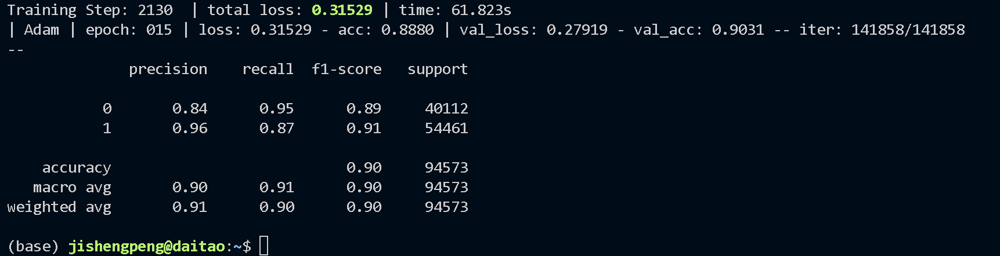 Training Step: 2130  | total loss: 0.31529 | time: 61.823s
| Adam | epoch: 015 | loss: 0.31529 - acc: 0.8880 | val_loss: 0.27919 - val_acc: 0.9031 -- iter: 141858/141858
--
              precision    recall  f1-score   support

           0       0.84      0.95      0.89     40112
           1       0.96      0.87      0.91     54461

    accuracy                           0.90     94573
   macro avg       0.90      0.91      0.90     94573
weighted avg       0.91      0.90      0.90     94573

(base) jishengpeng@daitao:~$